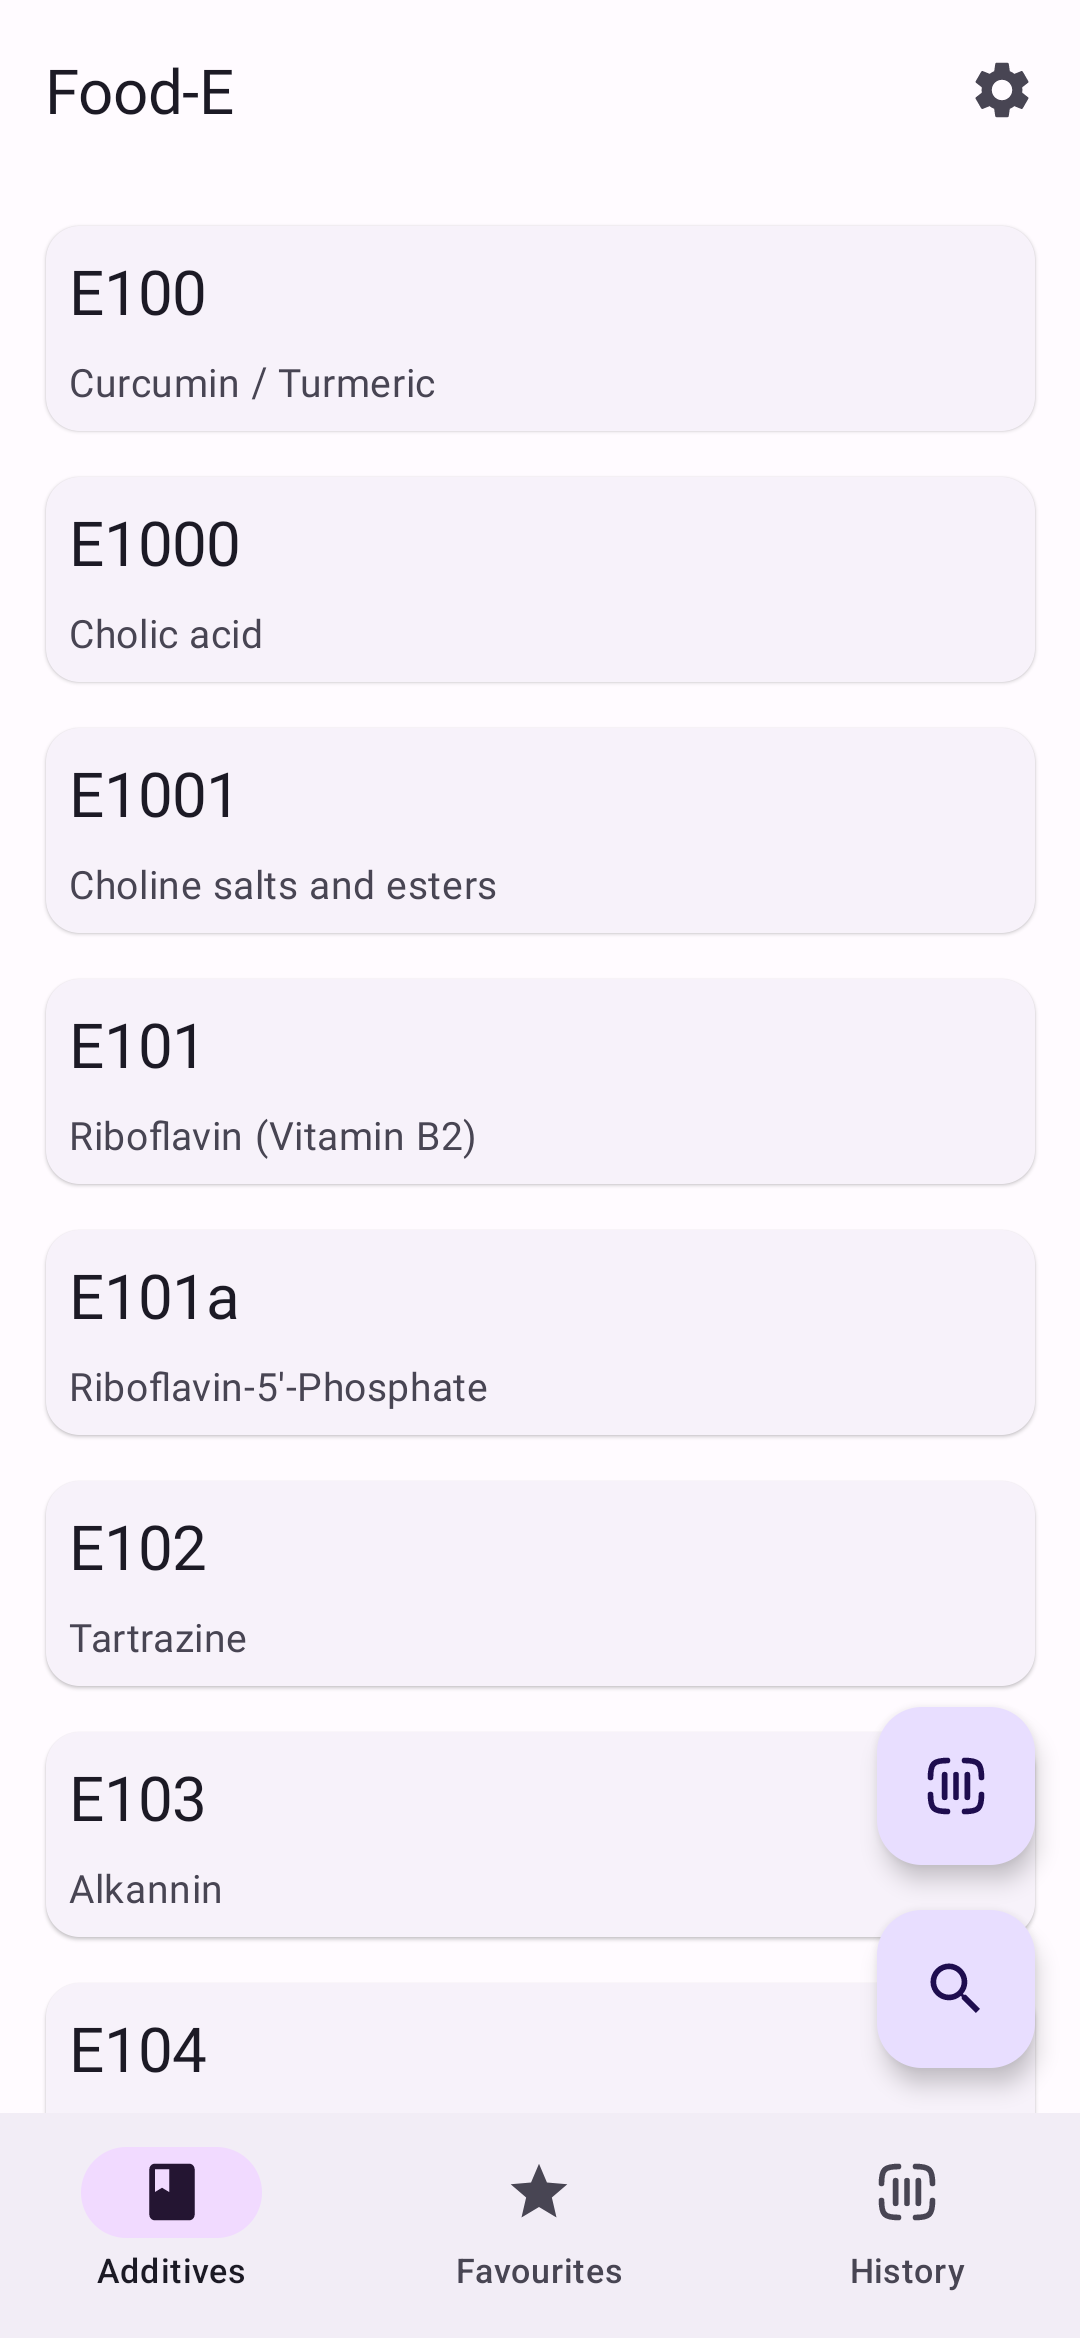 Food-E
E100
Curcumin / Turmeric
E1000
Cholic acid
E1001
Choline salts and esters
E101
Riboflavin (Vitamin B2)
E101a
Riboflavin-5'-Phosphate
E102
Tartrazine
E103
Alkannin
E104
Additives
Favourites
History